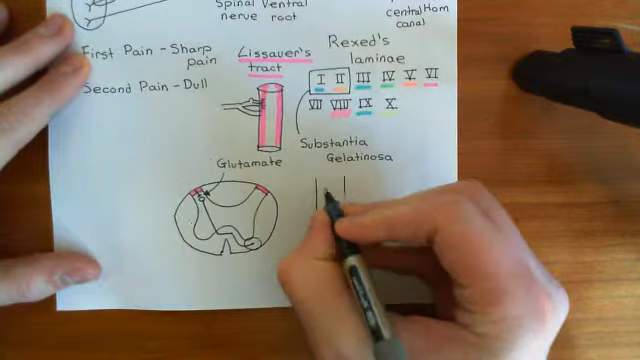 Spinal Ventral
nerve root
central Horn
canal
First Pain - Sharp
pain
Second Pain - Dull
Lissauer's
tract
Rexed's
laminae
I II III IV V VI
VII VIII IX X
Substantia
Gelatinosa
Glutamate